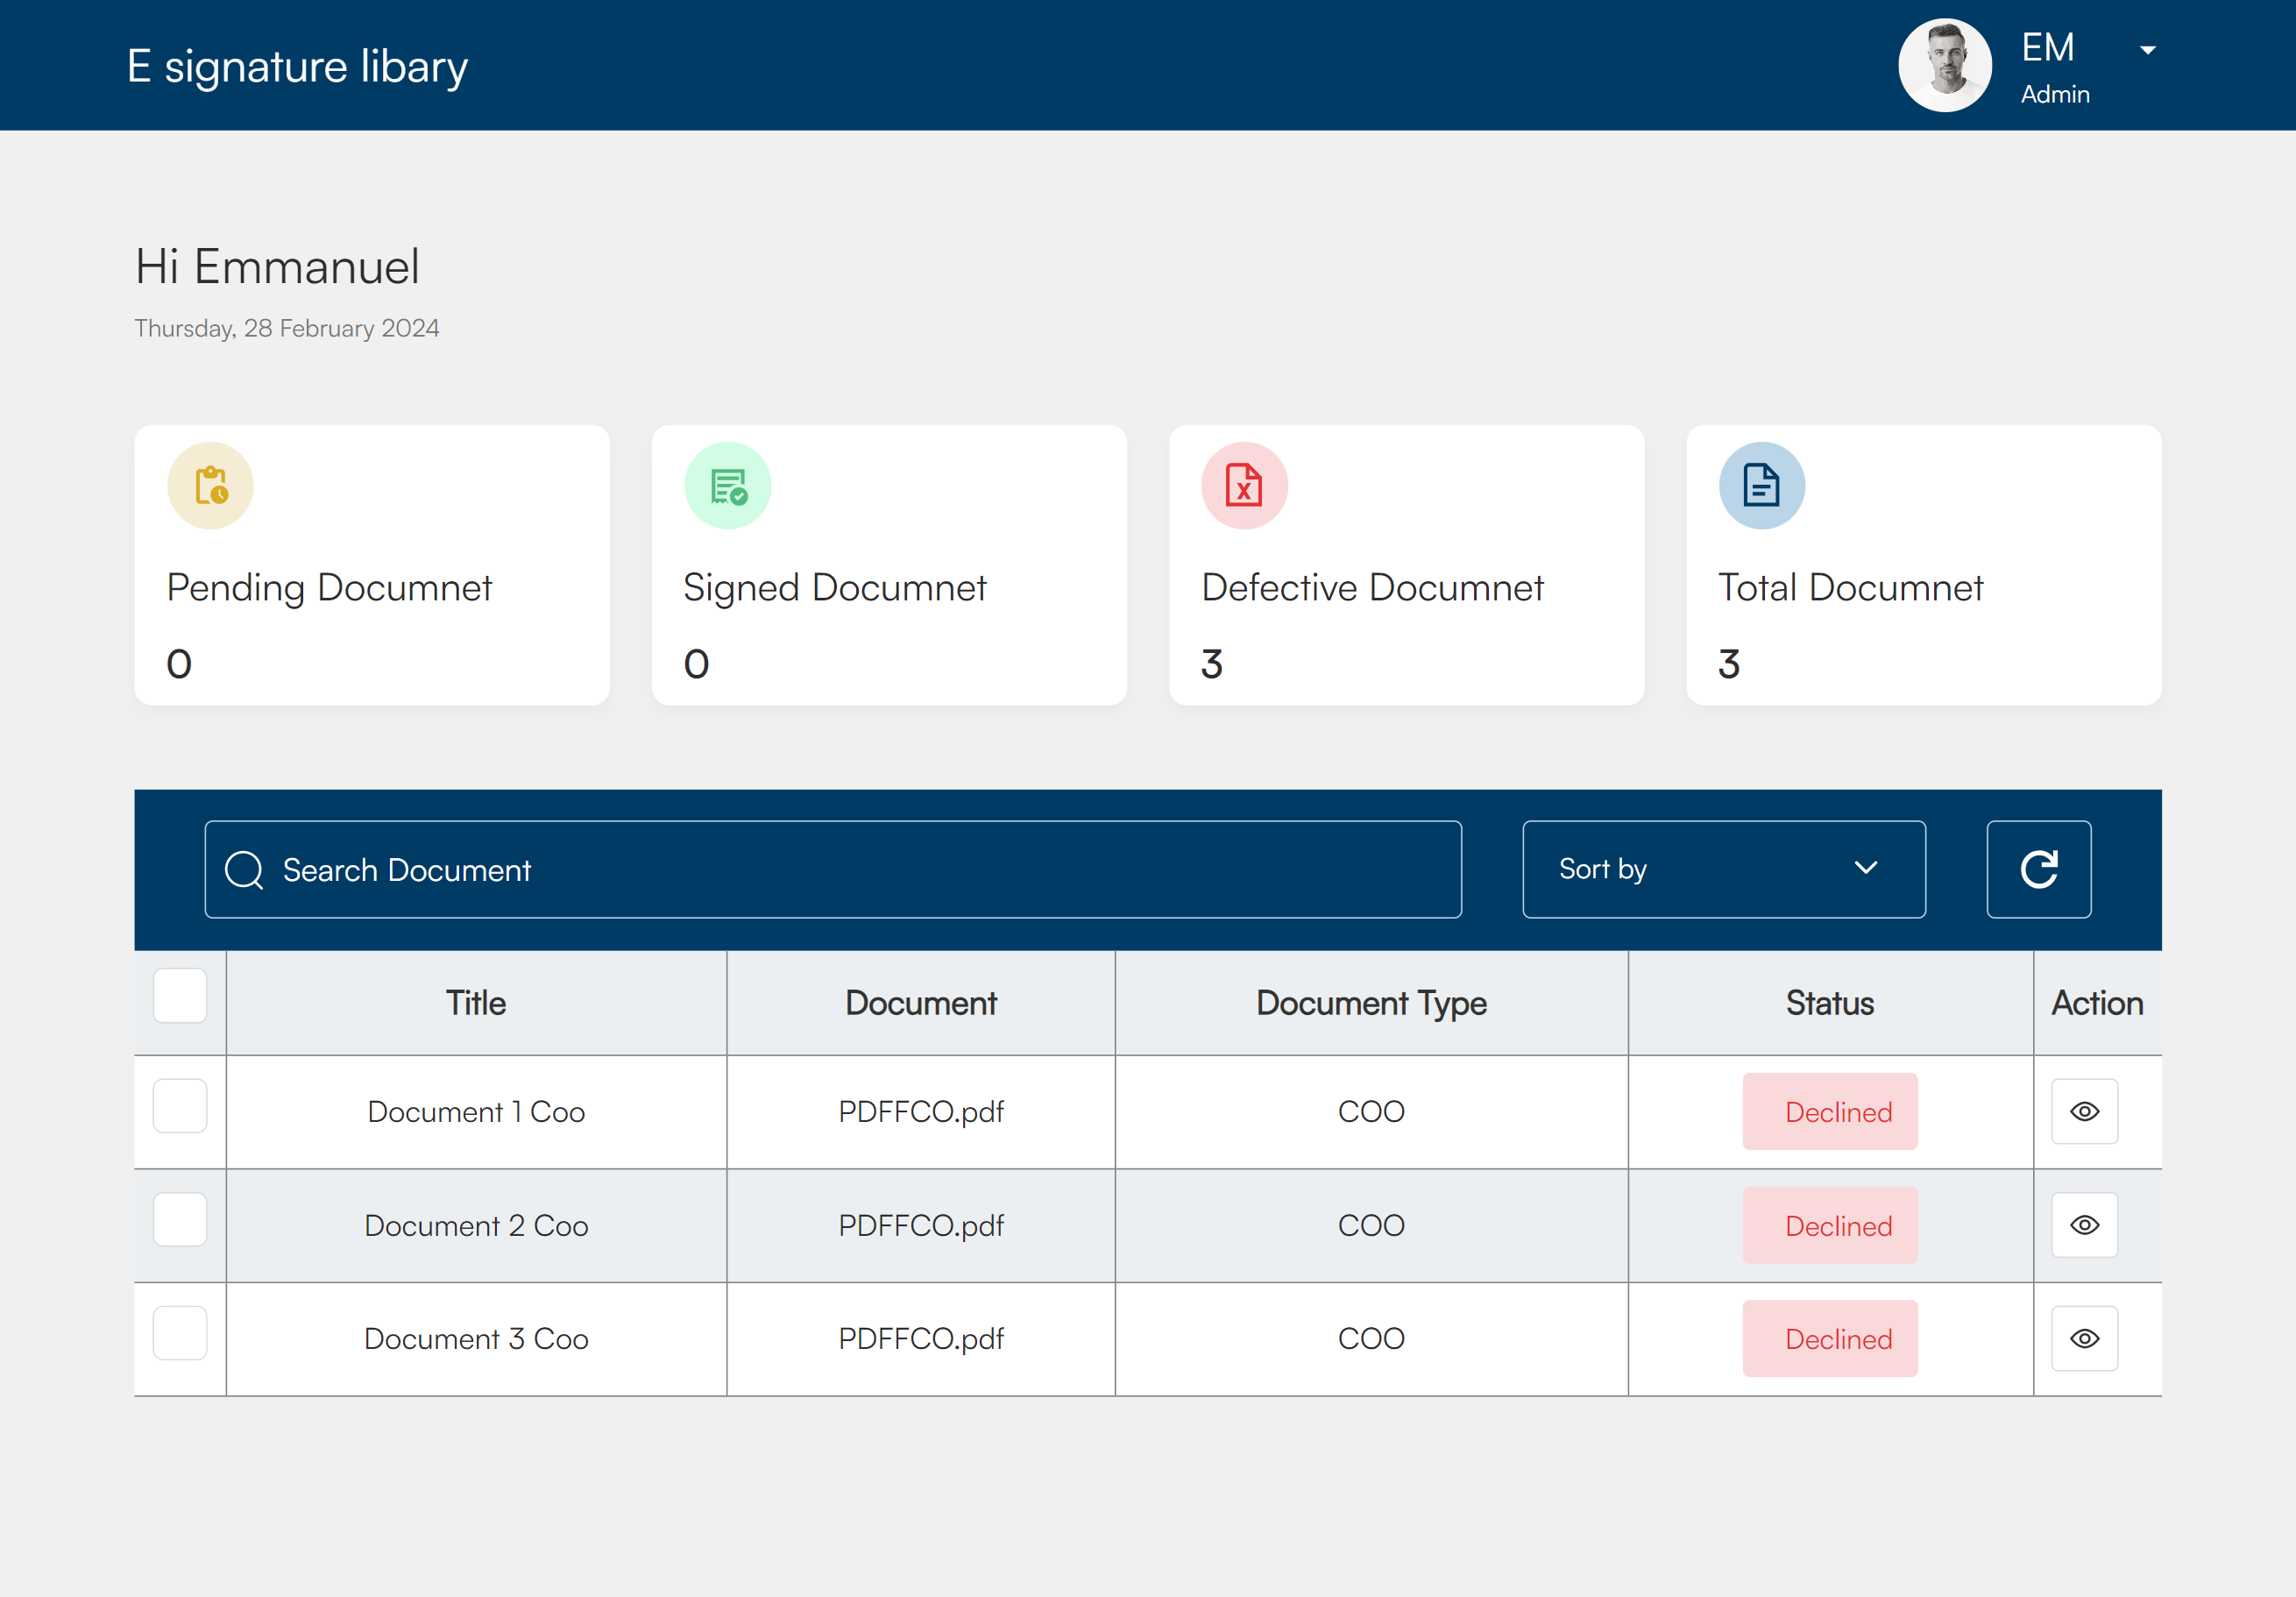 E signature libary
EM
Admin
Hi Emmanuel
Thursday, 28 February 2024
Pending Documnet
0
Signed Documnet
0
Defective Documnet
3
Total Documnet
3
Search Document
Sort by
Title Document Document Type Status Action
Document 1 Coo PDFFCO.pdf COO Declined
Document 2 Coo PDFFCO.pdf COO Declined
Document 3 Coo PDFFCO.pdf COO Declined